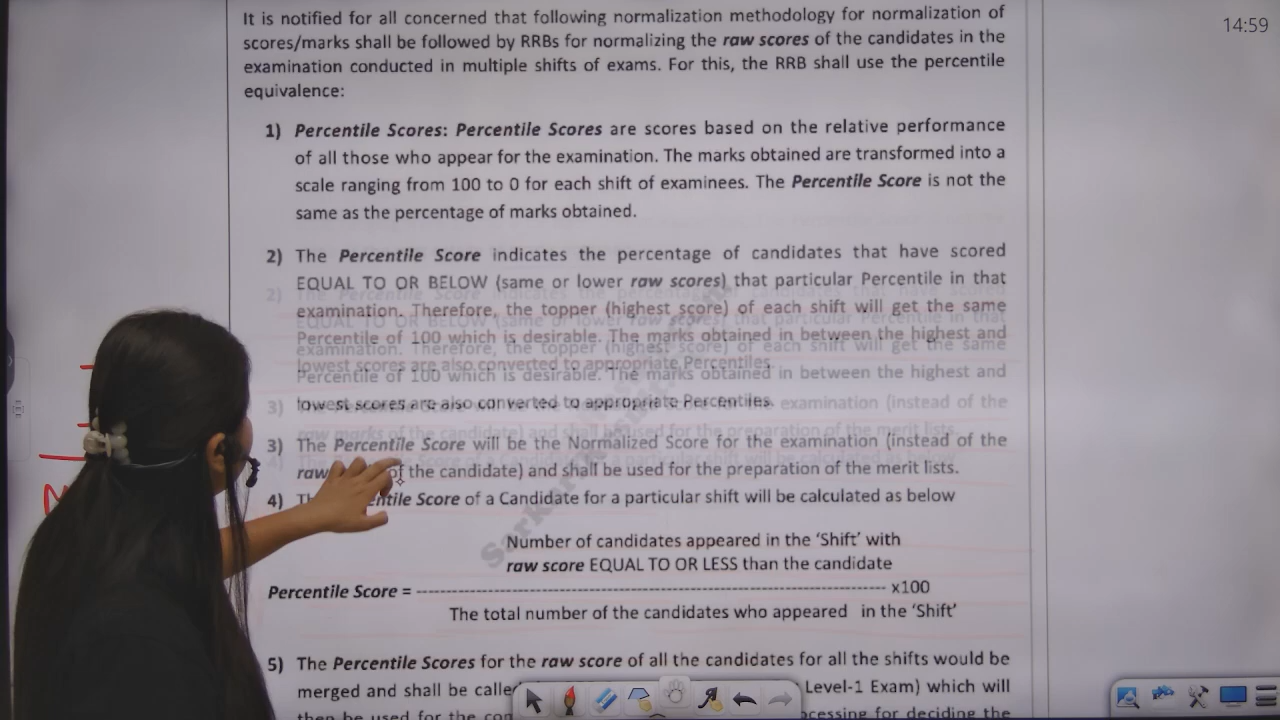 It is notified for all concerned that following normalization methodology for normalization of
14:59
scores/marks shall be followed by RRBs for normalizing the raw scores of the candidates in the
examination conducted in multiple shifts of exams. For this, the RRB shall use the percentile
equivalence:
1) Percentile Scores: Percentile Scores are scores based on the relative performance
of all those who appear for the examination. The marks obtained are transformed into a
scale ranging from 100 to 0 for each shift of examinees. The Percentile Score is not the
same as the percentage of marks obtained.
2) The Percentile Score indicates the percentage of candidates that have scored
EQUAL TO OR BELOW (same or lower raw scores) that particular Percentile in that
examination. Therefore, the topper (highest score) of each shift will get the same
Percentile of 100 which is desirable. The marks obtained in between the highest and
lowest scores are also converted to appropriate Percentiles.
3) The Percentile Score will be the Normalized Score for the examination (instead of the
raw of the candidate) and shall be used for the preparation of the merit lists.
4) Score of a Candidate for a particular shift will be calculated as below
Number of candidates appeared in the 'Shift' with
raw score EQUAL TO OR LESS than the candidate
Percentile Score = ------------------------------------------------------------ x100
The total number of the candidates who appeared in the 'Shift'
5) The Percentile Scores for the raw score of all the candidates for all the shifts would be
merged and shall be Level-1 Exam) which will
then be used for the for deciding the